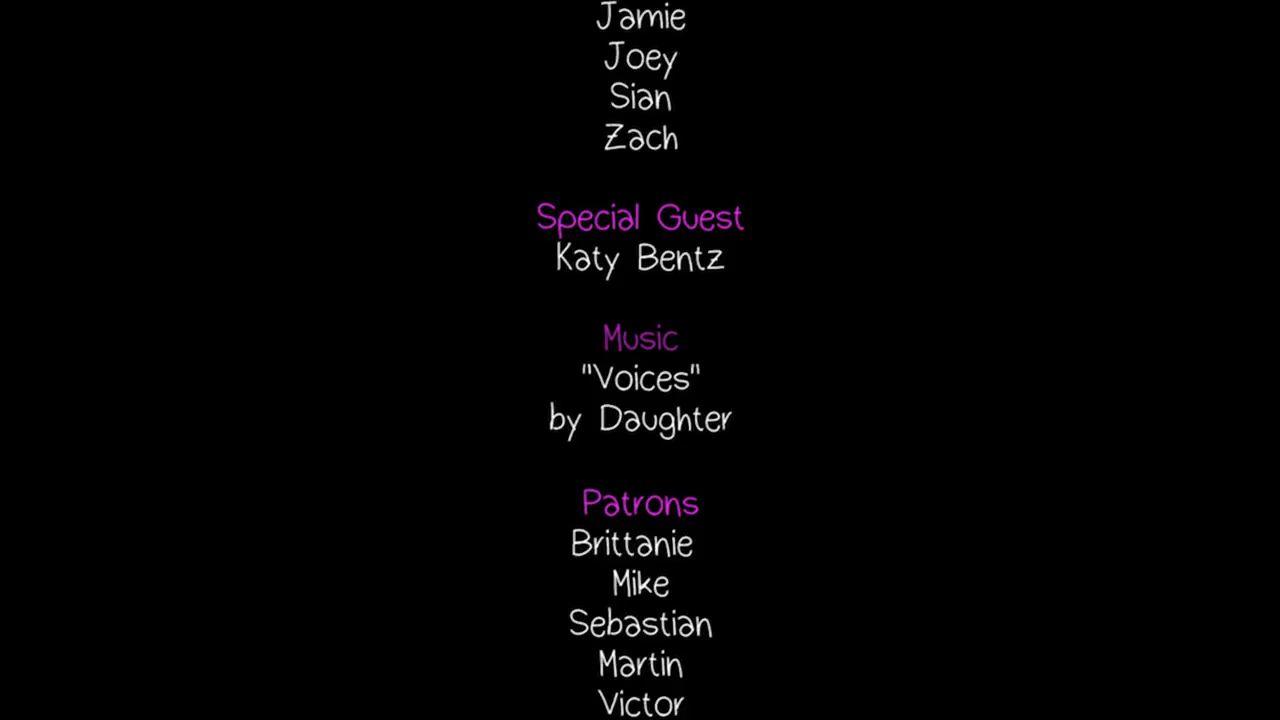 Jamie
Joey
Sian
Zach
Special Guest
Katy Bentz
Music
"Voices"
by Daughter
Patrons
Brittanie
Mike
Sebastian
Martin
Victor